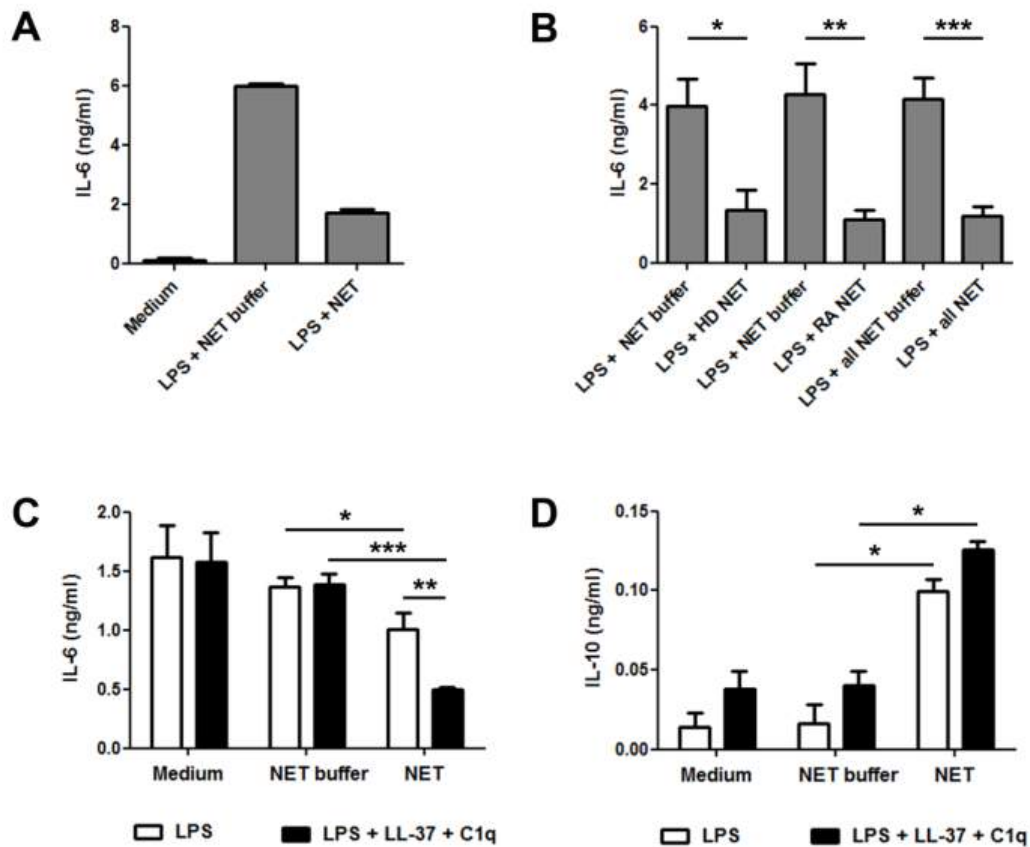 A
IL-6 (ng/ml)
8
6
4
2
0
Medium
LPS + NET buffer
LPS + NET
B
IL-6 (ng/ml)
6
4
2
0
*
**
***
LPS + NET buffer
LPS + HD NET
LPS + NET buffer
LPS + RA NET
LPS + all NET buffer
LPS + all NET
C
IL-6 (ng/ml)
2.0
1.5
1.0
0.5
0.0
*
***
**
Medium
NET buffer
NET
LPS
LPS + LL-37 + C1q
D
IL-10 (ng/ml)
0.15
0.10
0.05
0.00
*
*
Medium
NET buffer
NET
LPS
LPS + LL-37 + C1q